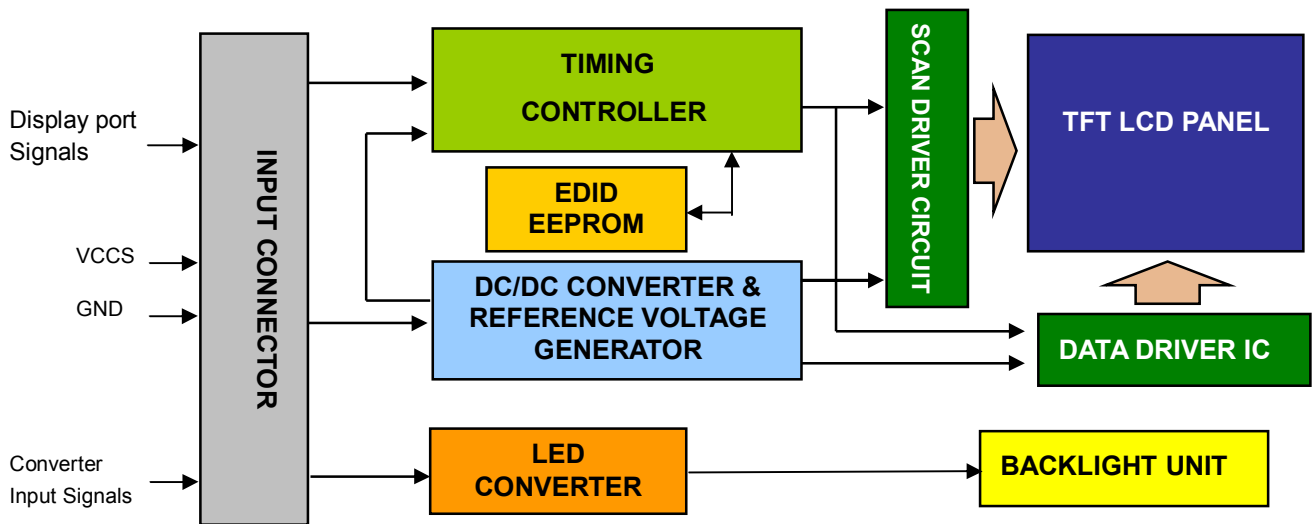 Display port
Signals
VCCS
GND
Converter
Input Signals
INPUT CONNECTOR
TIMING
CONTROLLER
EDID
EEPROM
DC/DC CONVERTER &
REFERENCE VOLTAGE
GENERATOR
LED
CONVERTER
SCAN DRIVER CIRCUIT
TFT LCD PANEL
DATA DRIVER IC
BACKLIGHT UNIT